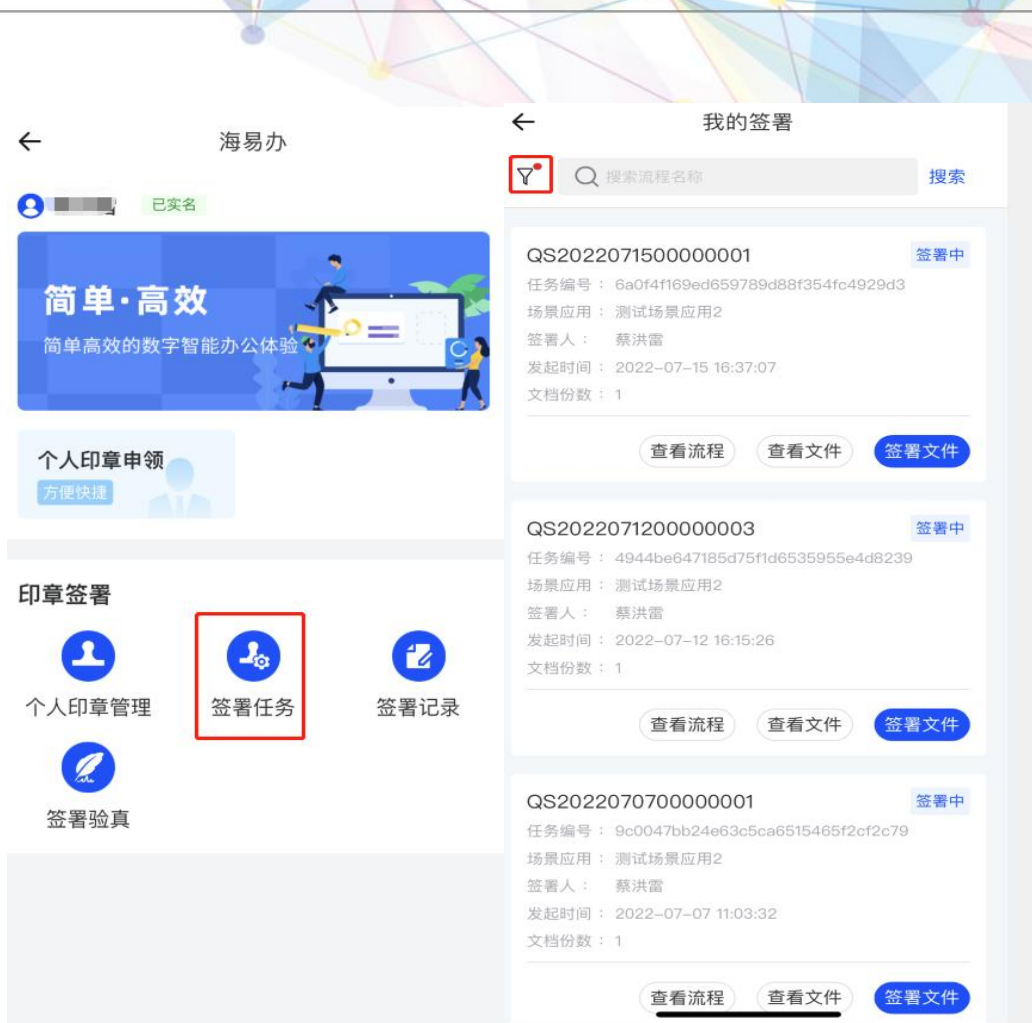 海易办
已实名
简单·高效
简单高效的数字智能办公体验
个人印章申领
方便快捷
印章签署
个人印章管理
签署任务
签署记录
签署验真
我的签署
搜索流程名称
搜索
QS2022071500000001
签署中
任务编号： 6a0f4f169ed659789d88f354fc4929d3
场景应用： 测试场景应用2
签署人： 蔡洪雷
发起时间： 2022-07-15 16:37:07
文档份数： 1
查看流程 查看文件 签署文件
QS2022071200000003
签署中
任务编号： 4944be647185d75f1d6535955e4d8239
场景应用： 测试场景应用2
签署人： 蔡洪雷
发起时间： 2022-07-12 16:15:26
文档份数： 1
查看流程 查看文件 签署文件
QS2022070700000001
签署中
任务编号： 9c0047bb24e63c5ca6515465f2cf2c79
场景应用： 测试场景应用2
签署人： 蔡洪雷
发起时间： 2022-07-07 11:03:32
文档份数： 1
查看流程 查看文件 签署文件